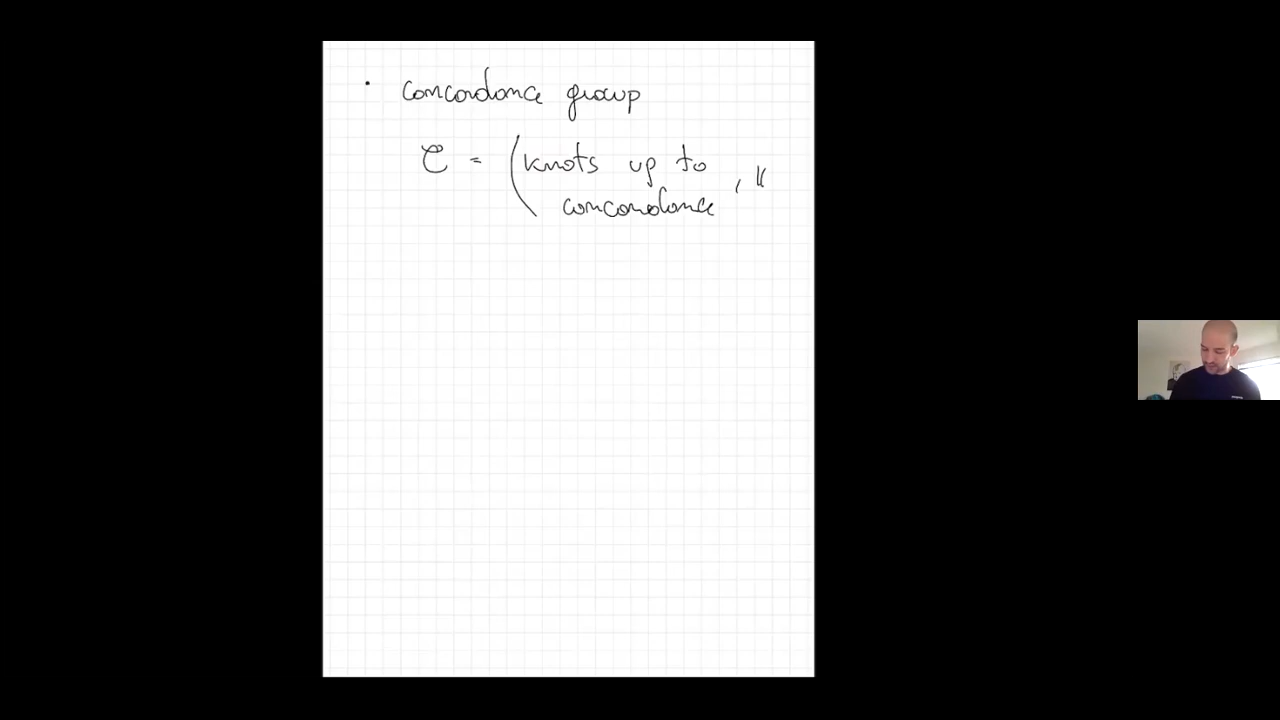 • concordance group
C = (knots up to
concordance ,